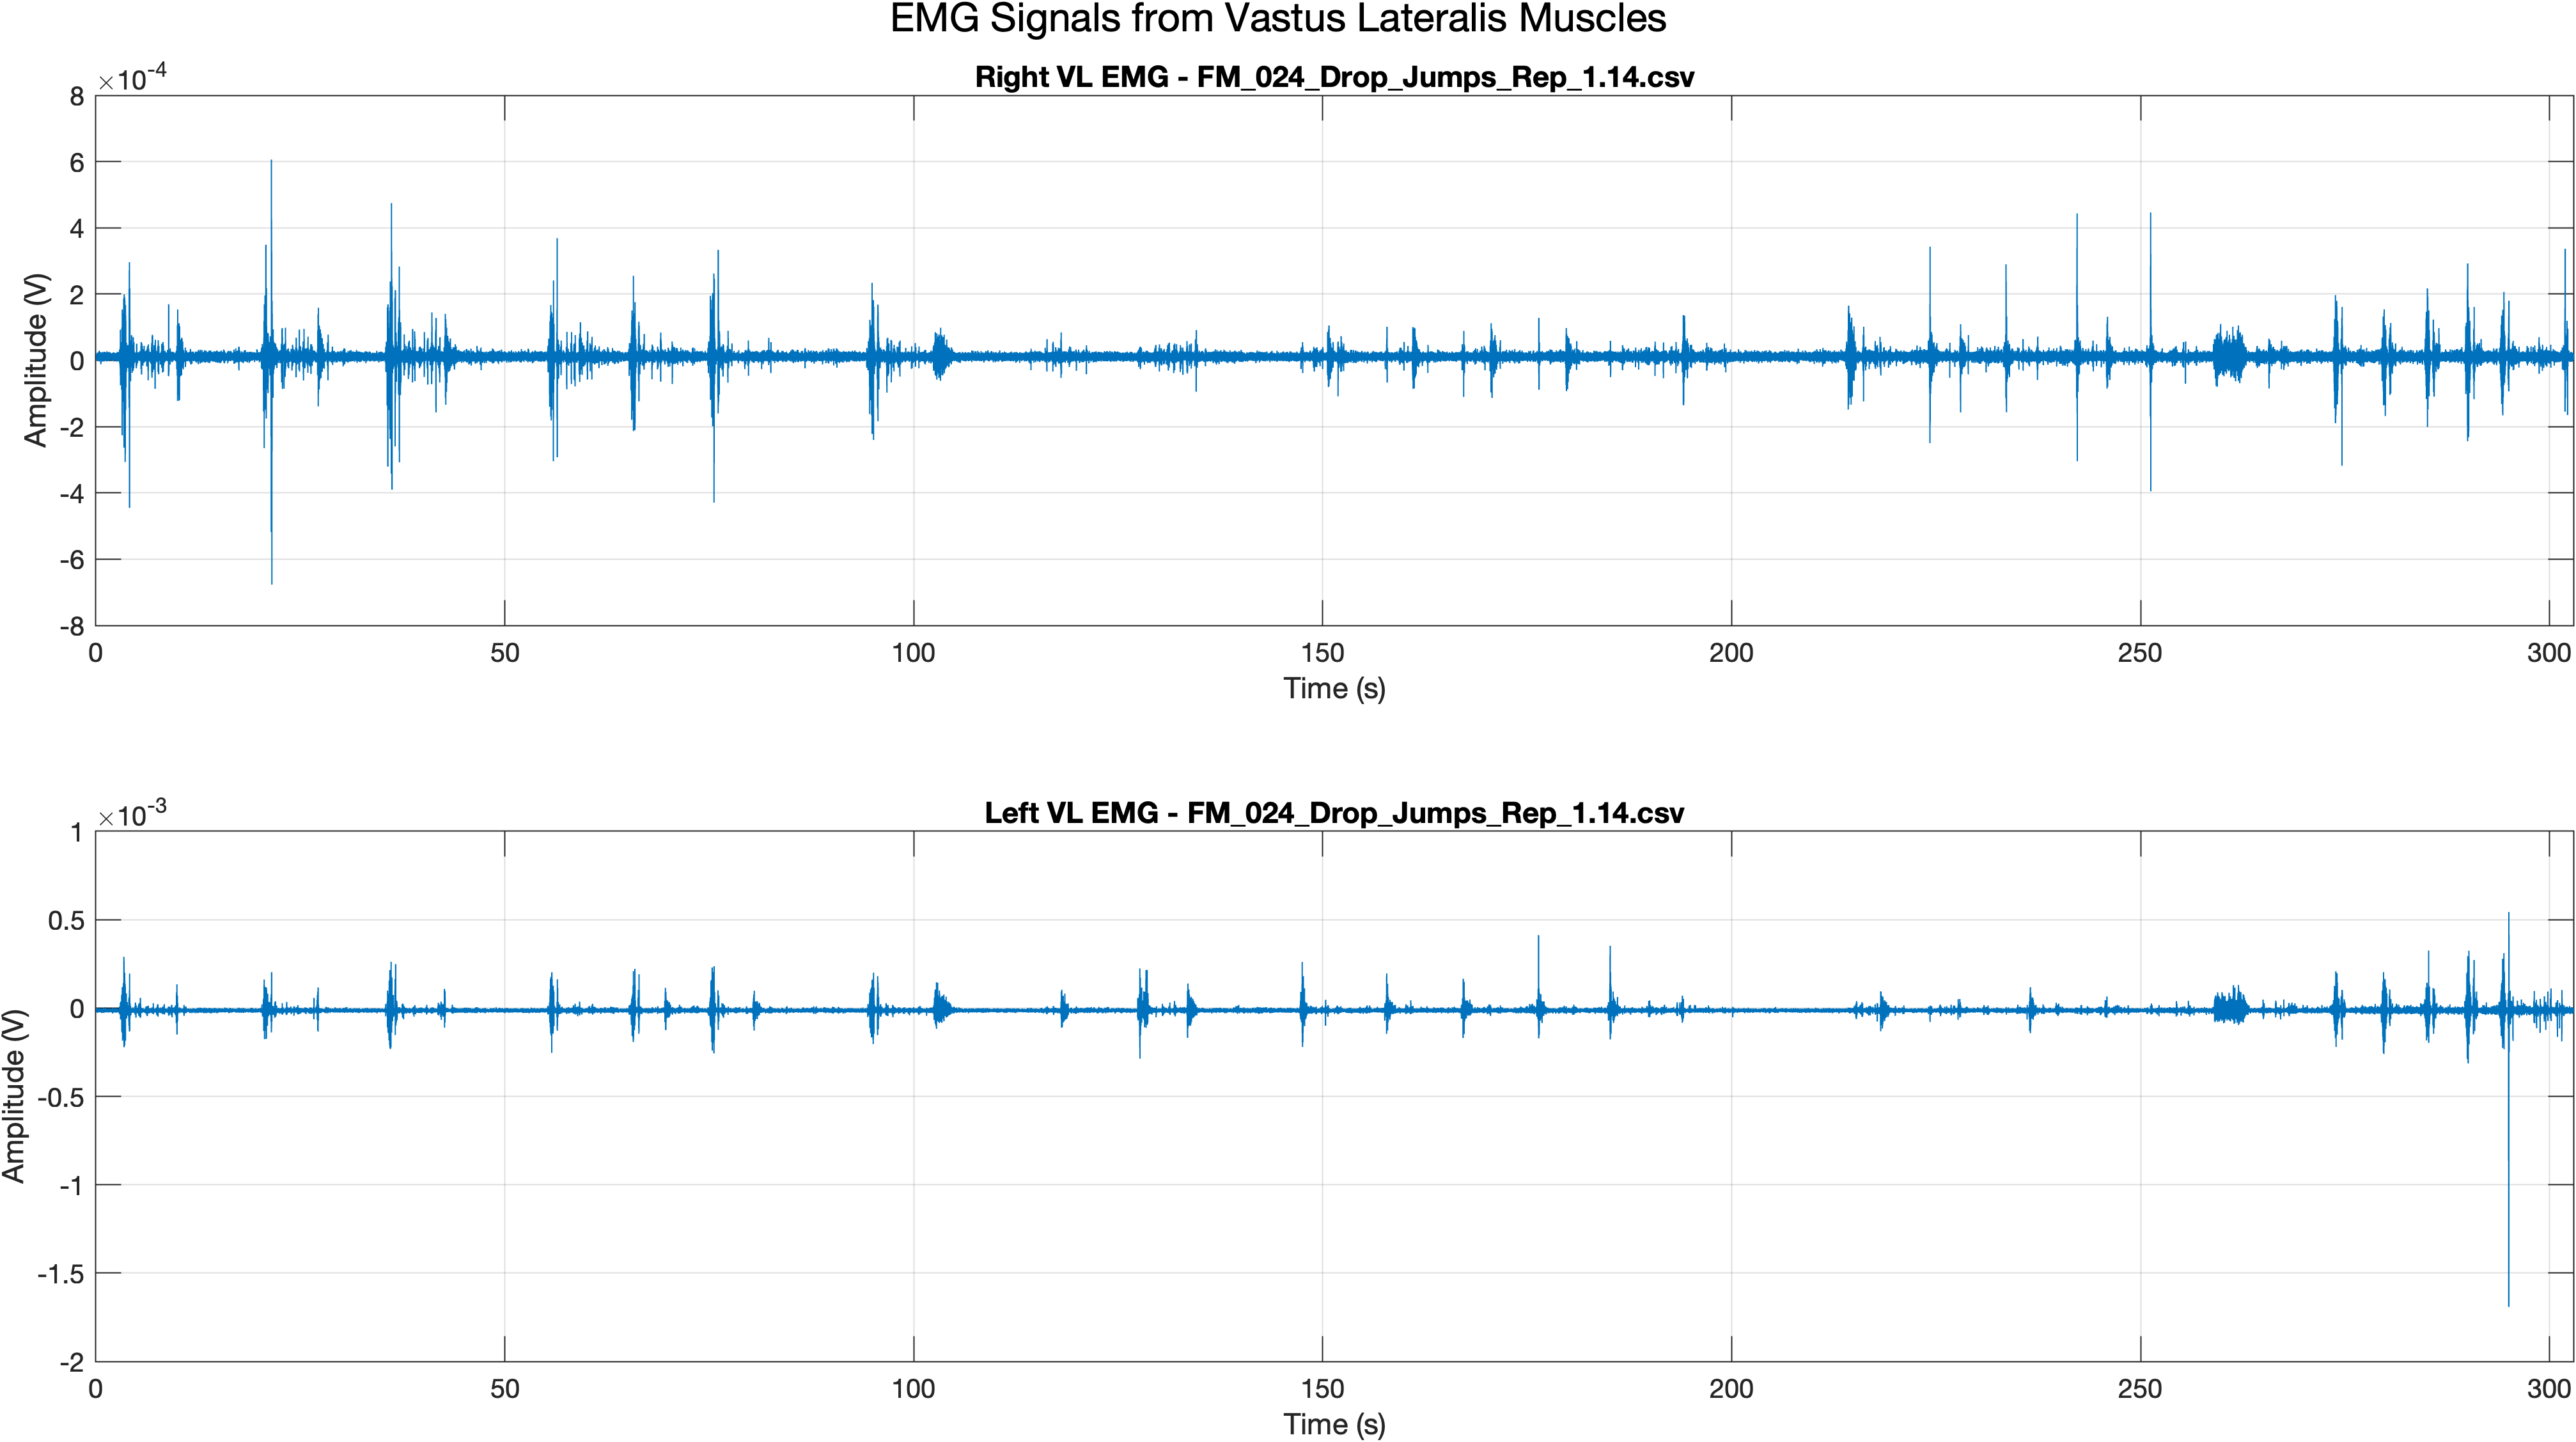 EMG Signals from Vastus Lateralis Muscles
Right VL EMG - FM_024_Drop_Jumps_Rep_1.14.csv
×10-4
8
6
4
2
0
-2
-4
-6
-8
Amplitude (V)
0 50 100 150 200 250 300
Time (s)
Left VL EMG - FM_024_Drop_Jumps_Rep_1.14.csv
×10-3
1
0.5
0
-0.5
-1
-1.5
-2
Amplitude (V)
0 50 100 150 200 250 300
Time (s)